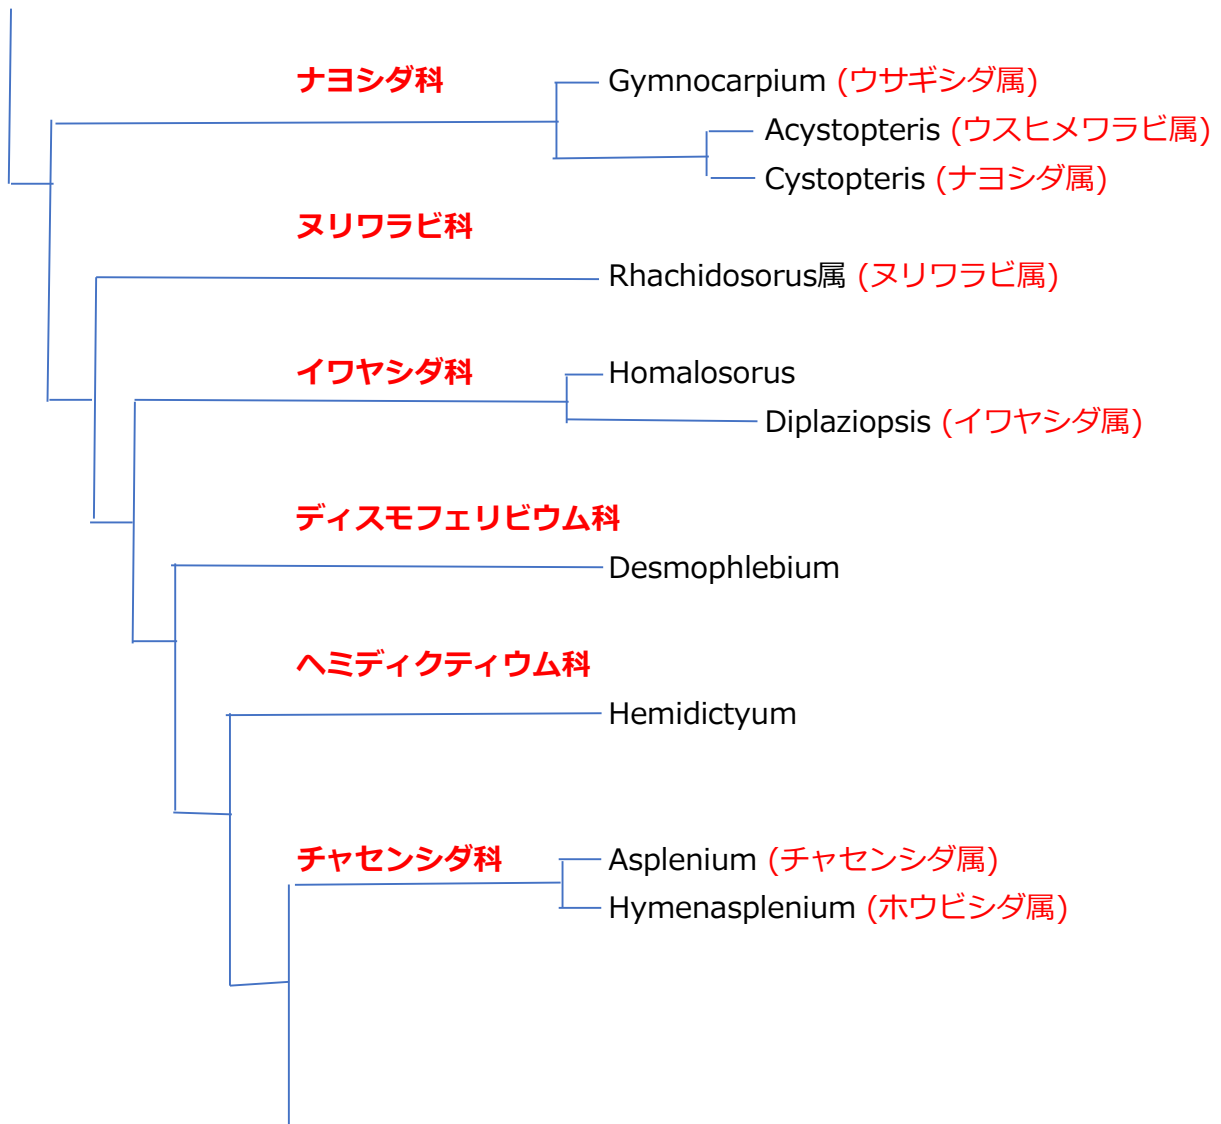 ナヨシダ科
Gymnocarpium (ウサギシダ属)
Acystopteris (ウスヒメワラビ属)
Cystopteris (ナヨシダ属)
ヌリワラビ科
Rhachidosorus属 (ヌリワラビ属)
イワヤシダ科
Homalosorus
Diplaziopsis (イワヤシダ属)
ディスモフェリビウム科
Desmophlebium
ヘミディクティウム科
Hemidictyum
チャセンシダ科
Asplenium (チャセンシダ属)
Hymenasplenium (ホウビシダ属)